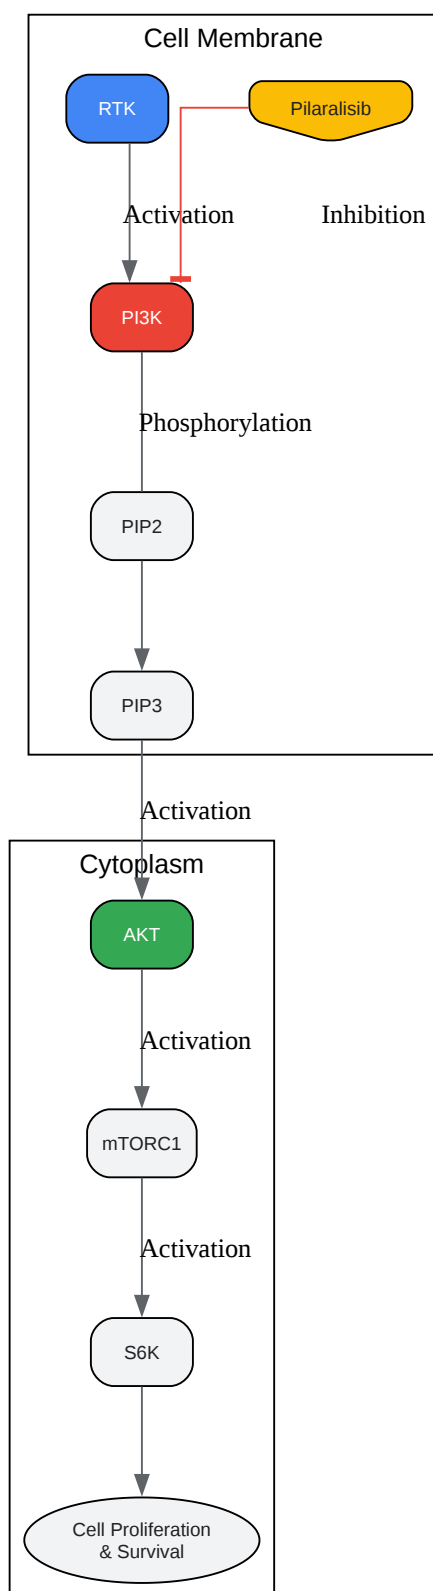 Cell Membrane
RTK
Pilaralisib
Activation
Inhibition
PI3K
Phosphorylation
PIP2
PIP3
Activation
Cytoplasm
AKT
Activation
mTORC1
Activation
S6K
Cell Proliferation
& Survival